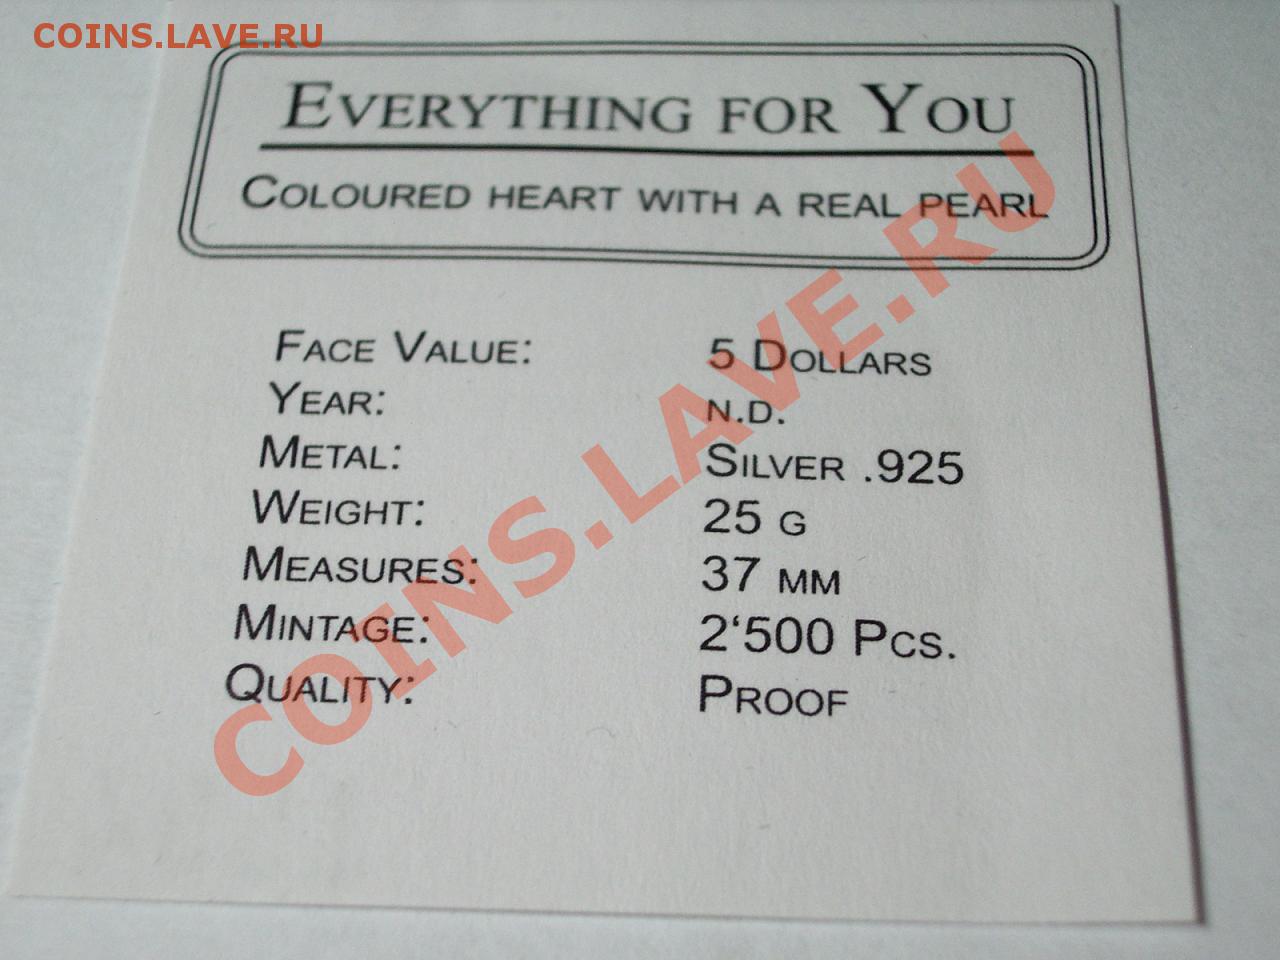 COINS.LAVE.RU
EVERYTHING FOR YOU
COLOURED HEART WITH A REAL PEARL
FACE VALUE: 5 DOLLARS
YEAR: N.D.
METAL: SILVER .925
WEIGHT: 25 G
MEASURES: 37 MM
MINTAGE: 2‘500 PCS.
QUALITY: PROOF
COINS.LAVE.RU